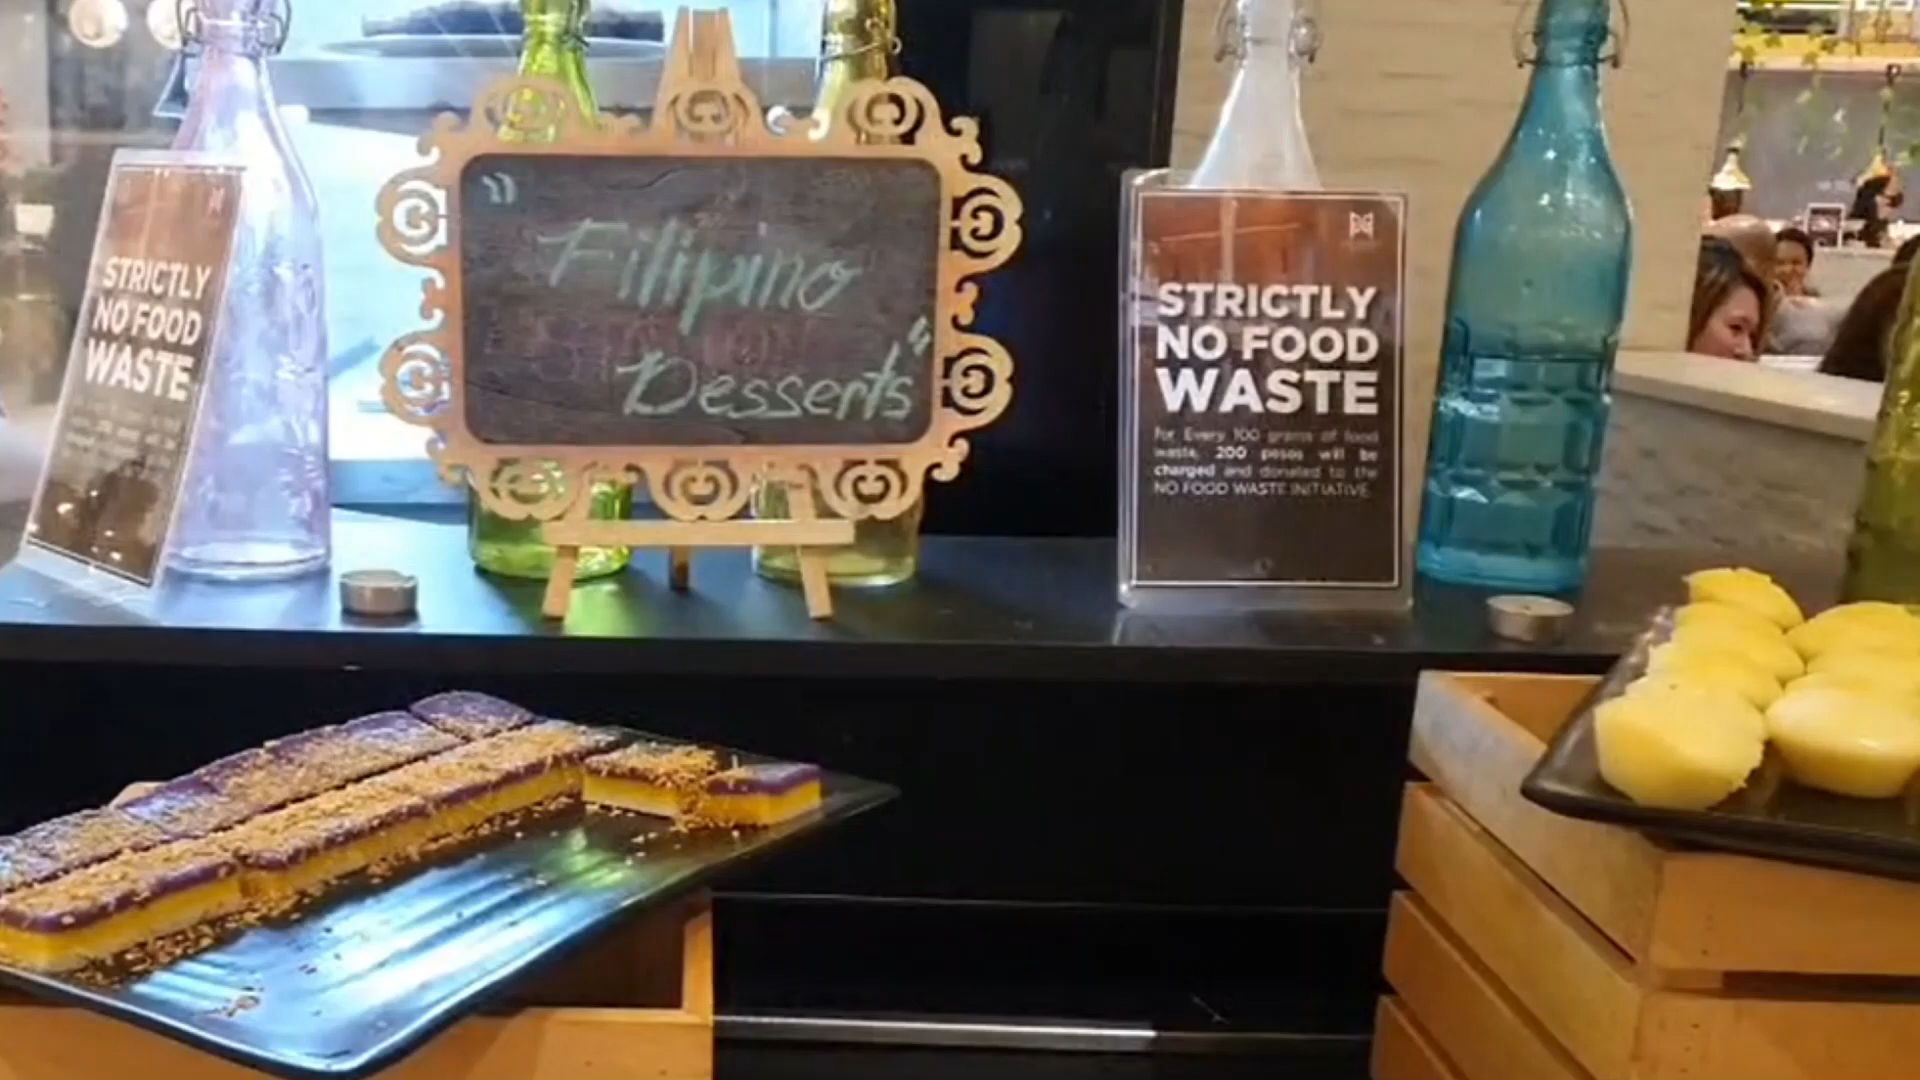 STRICTLY
NO FOOD
WASTE
"Filipino
Desserts"
STRICTLY
NO FOOD
WASTE
For Every 100 grams of food
waste, 200 pesos will be
charged and donated to the
NO FOOD WASTE INITIATIVE.